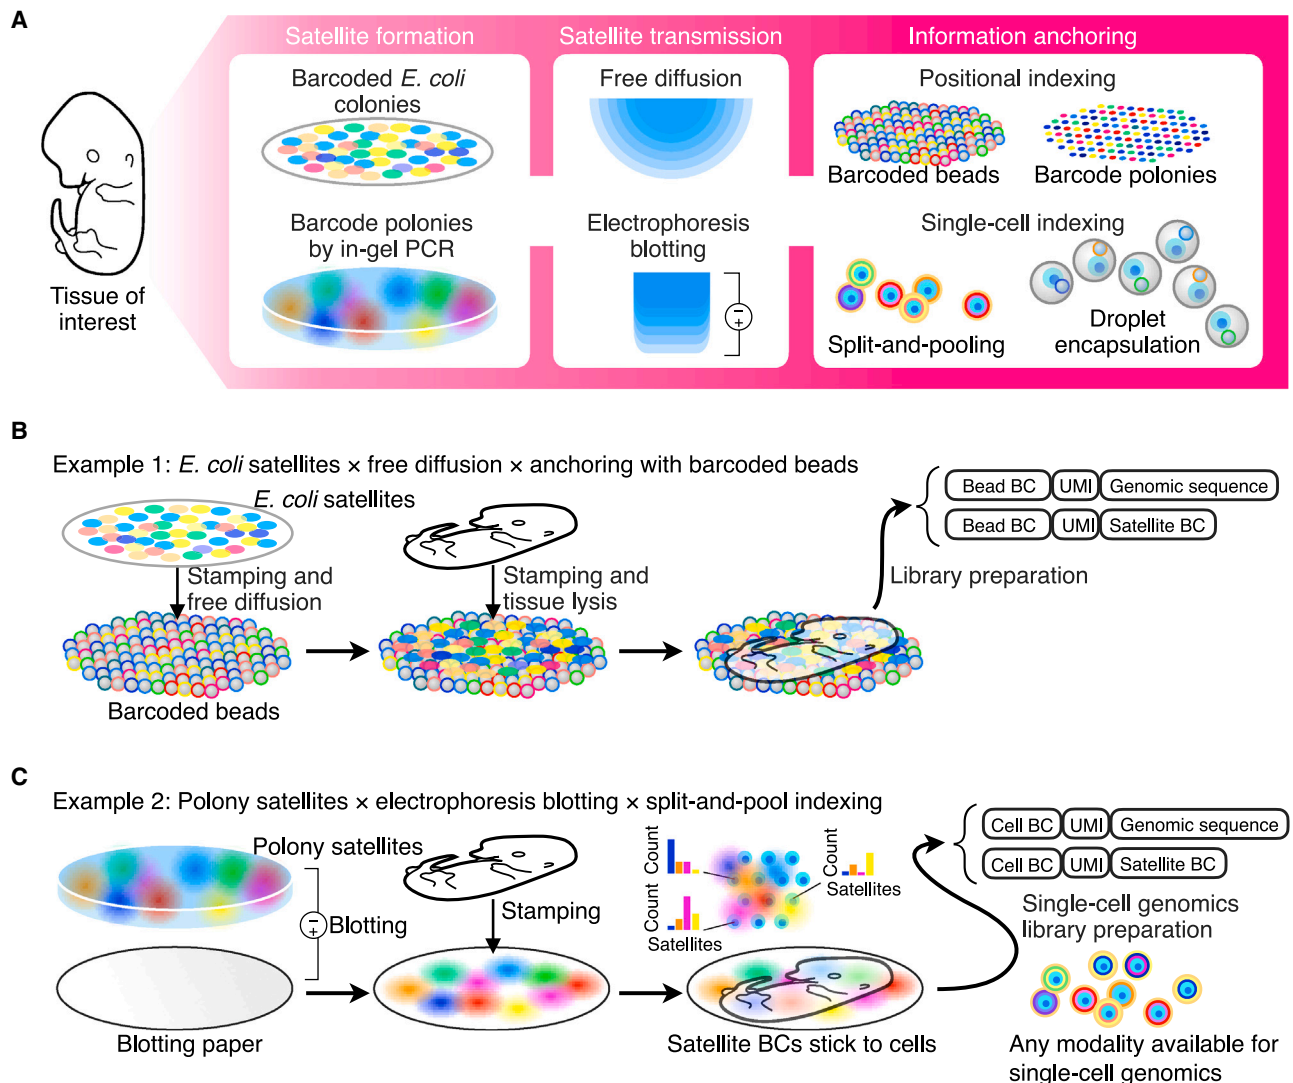 A
Satellite formation
Satellite transmission
Information anchoring
Barcoded E. coli
colonies
Free diffusion
Positional indexing
Barcoded beads
Barcode polonies
Tissue of
interest
Barcode polonies
by in-gel PCR
Electrophoresis
blotting
−
+
Single-cell indexing
Split-and-pooling
Droplet
encapsulation
B
Example 1: E. coli satellites × free diffusion × anchoring with barcoded beads
E. coli satellites
Stamping and
free diffusion
Barcoded beads
Stamping and
tissue lysis
Library preparation
Bead BC UMI Genomic sequence
Bead BC UMI Satellite BC
C
Example 2: Polony satellites × electrophoresis blotting × split-and-pool indexing
Polony satellites
−
+
Blotting
Blotting paper
Stamping
Count
Count
Satellites
Count
Satellites
Satellite BCs stick to cells
Cell BC UMI Genomic sequence
Cell BC UMI Satellite BC
Single-cell genomics
library preparation
Any modality available for
single-cell genomics